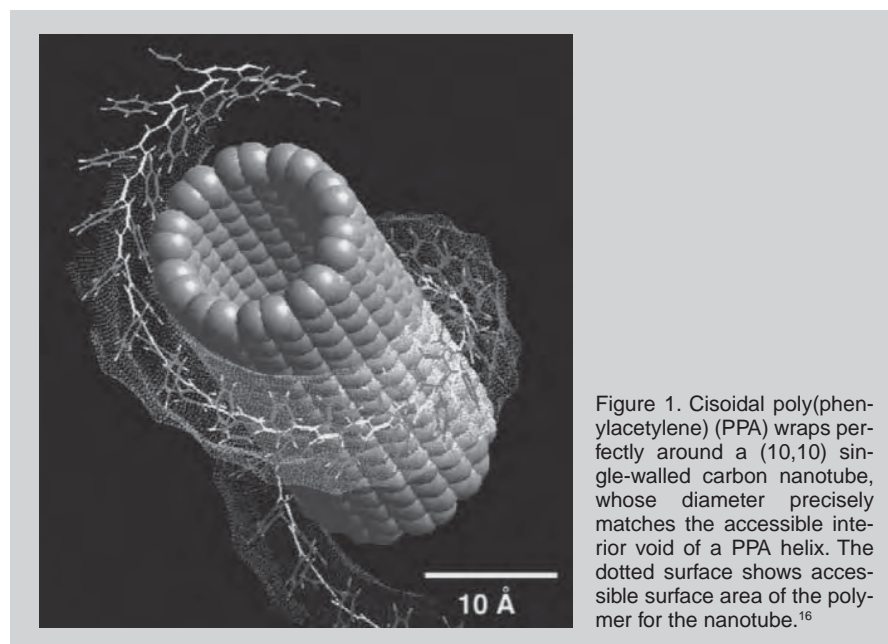 10 Å
Figure 1. Cisoidal poly(phen-
ylacetylene) (PPA) wraps per-
fectly around a (10,10) sin-
gle-walled carbon nanotube,
whose diameter precisely
matches the accessible inte-
rior void of a PPA helix. The
dotted surface shows acces-
sible surface area of the poly-
mer for the nanotube.16